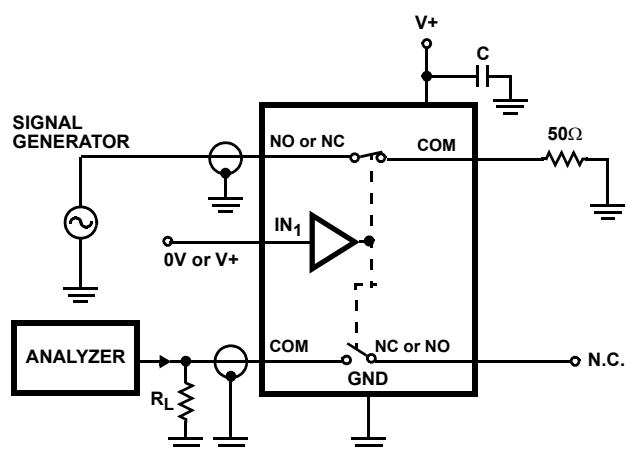 V+
C
SIGNAL
GENERATOR
NO or NC
COM
50Ω
IN1
0V or V+
ANALYZER
COM
NC or NO
N.C.
GND
RL